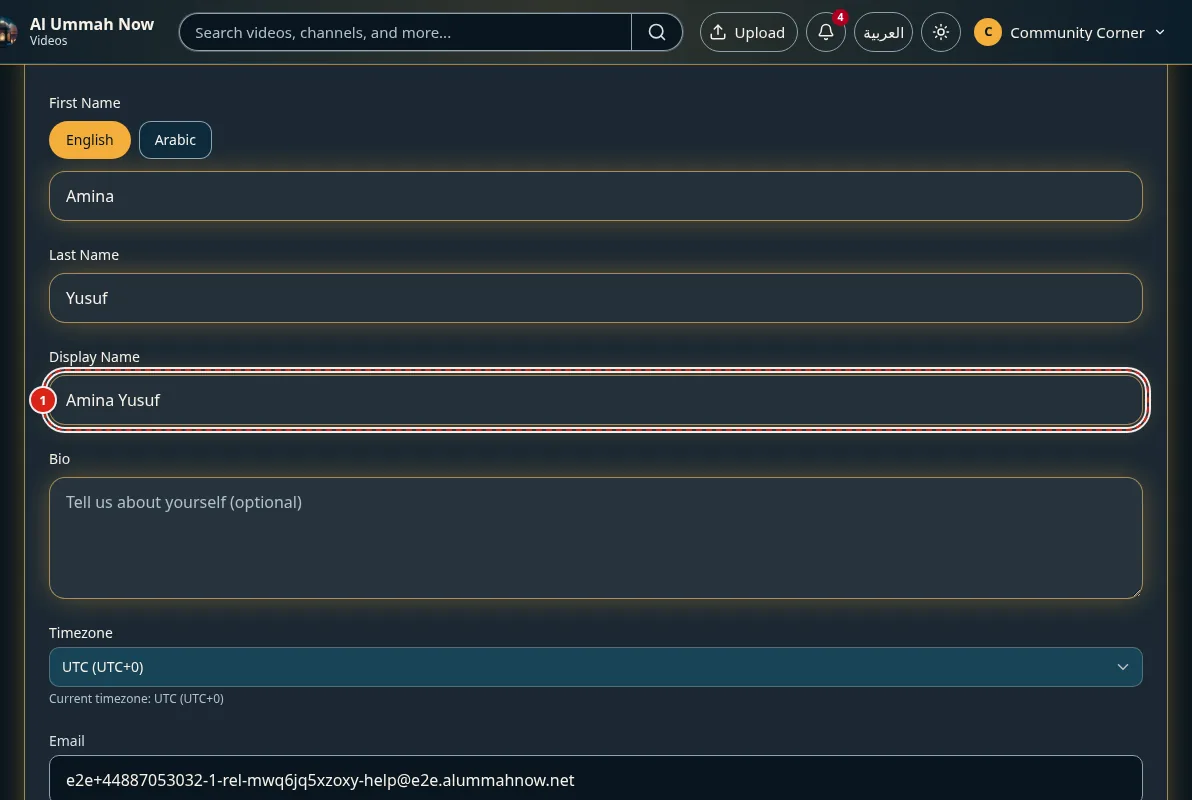 Al Ummah Now
Videos
Search videos, channels, and more...
Upload
4
العربية
C
Community Corner
First Name
English
Arabic
Amina
Last Name
Yusuf
Display Name
1
Amina Yusuf
Bio
Tell us about yourself (optional)
Timezone
UTC (UTC+0)
Current timezone: UTC (UTC+0)
Email
e2e+44887053032-1-rel-mwq6jq5xzoxy-help@e2e.alummahnow.net